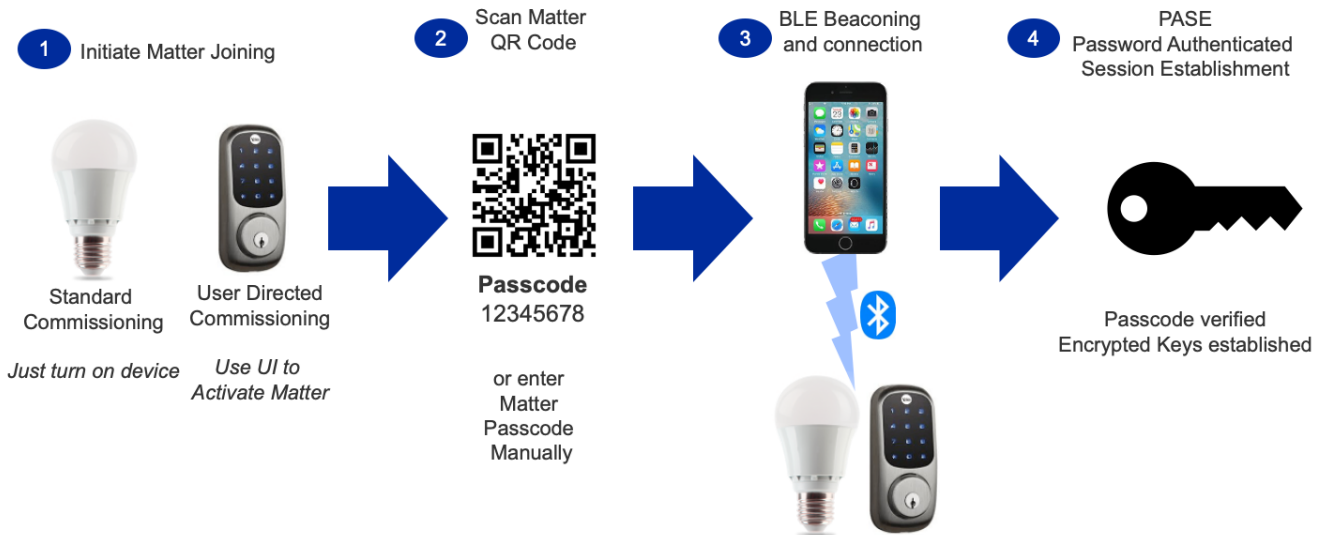 1
Initiate Matter Joining
Standard
Commissioning
Just turn on device
User Directed
Commissioning
Use UI to
Activate Matter
2
Scan Matter
QR Code
Passcode
12345678
or enter
Matter
Passcode
Manually
3
BLE Beaconing
and connection
4
PASE
Password Authenticated
Session Establishment
Passcode verified
Encrypted Keys established